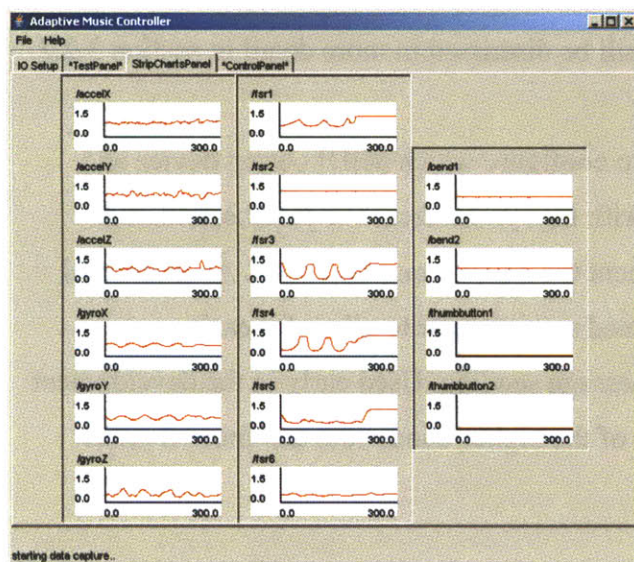 Adaptive Music Controller
File Help
IO Setup *TestPanel* StripChartsPanel *ControlPanel*
/accelX
1.5
0.0
0.0 300.0
/accelY
1.5
0.0
0.0 300.0
/accelZ
1.5
0.0
0.0 300.0
/gyroX
1.5
0.0
0.0 300.0
/gyroY
1.5
0.0
0.0 300.0
/gyroZ
1.5
0.0
0.0 300.0
/fsr1
1.5
0.0
0.0 300.0
/fsr2
1.5
0.0
0.0 300.0
/fsr3
1.5
0.0
0.0 300.0
/fsr4
1.5
0.0
0.0 300.0
/fsr5
1.5
0.0
0.0 300.0
/fsr6
1.5
0.0
0.0 300.0
/bend1
1.5
0.0
0.0 300.0
/bend2
1.5
0.0
0.0 300.0
/thumbbutton1
1.5
0.0
0.0 300.0
/thumbbutton2
1.5
0.0
0.0 300.0
starting data capture..